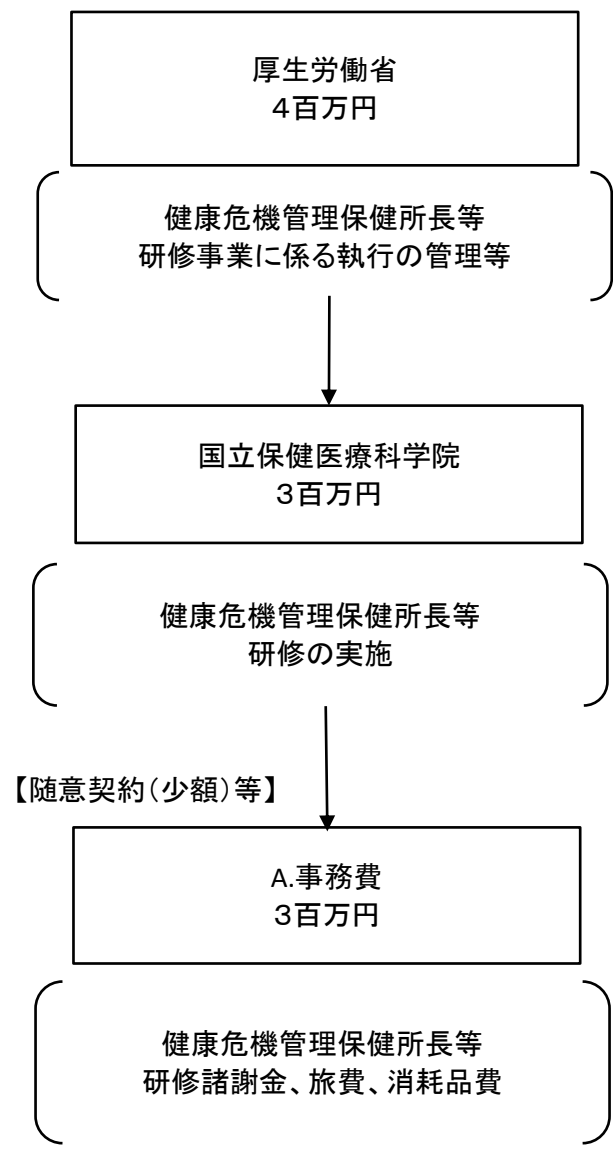 厚生労働省
４百万円
健康危機管理保健所長等
研修事業に係る執行の管理等
国立保健医療科学院
３百万円
健康危機管理保健所長等
研修の実施
【随意契約（少額）等】
A.事務費
３百万円
健康危機管理保健所長等
研修諸謝金、旅費、消耗品費